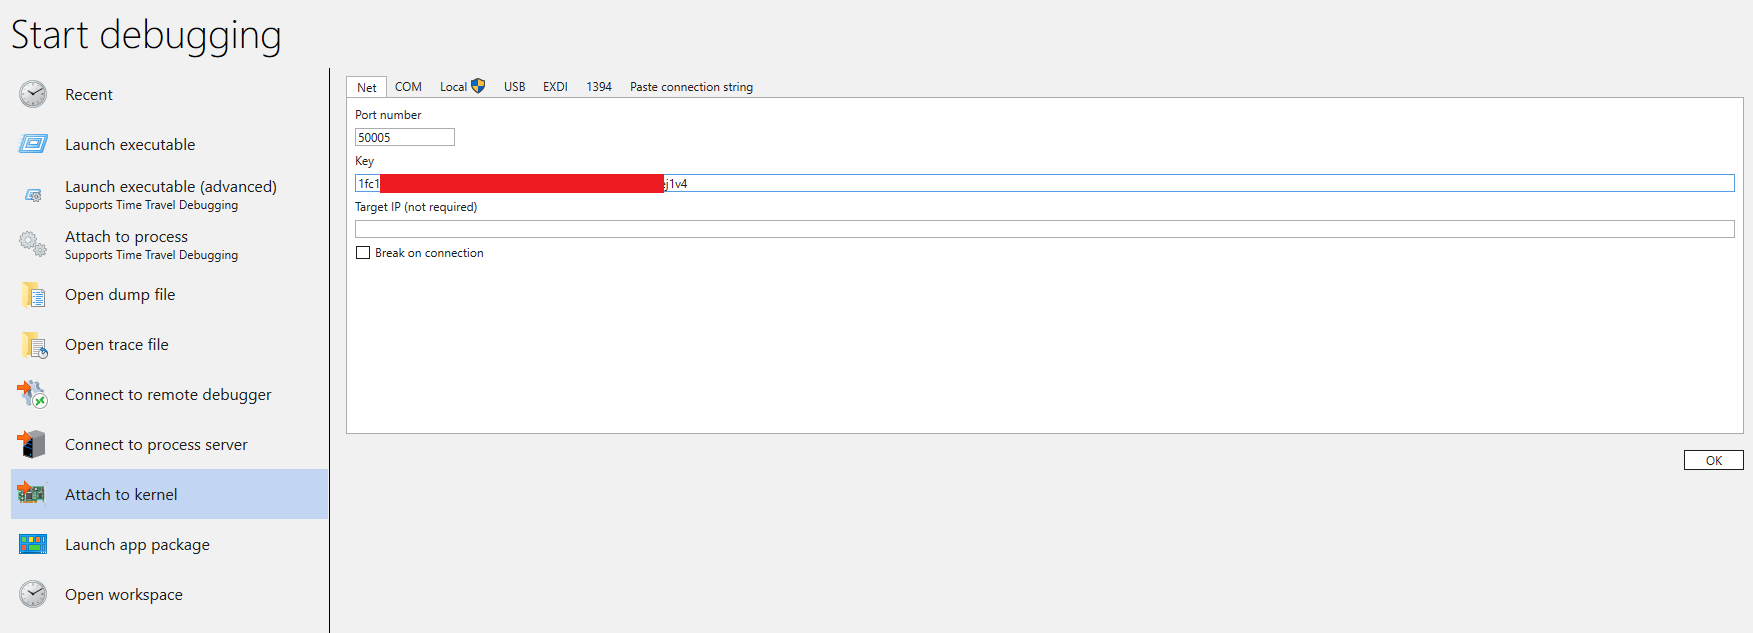 Start debugging
Recent
Launch executable
Launch executable (advanced)
Supports Time Travel Debugging
Attach to process
Supports Time Travel Debugging
Open dump file
Open trace file
Connect to remote debugger
Connect to process server
Attach to kernel
Launch app package
Open workspace
Net COM Local USB EXDI 1394 Paste connection string
Port number
50005
Key
1fc1 j1v4
Target IP (not required)
Break on connection
OK